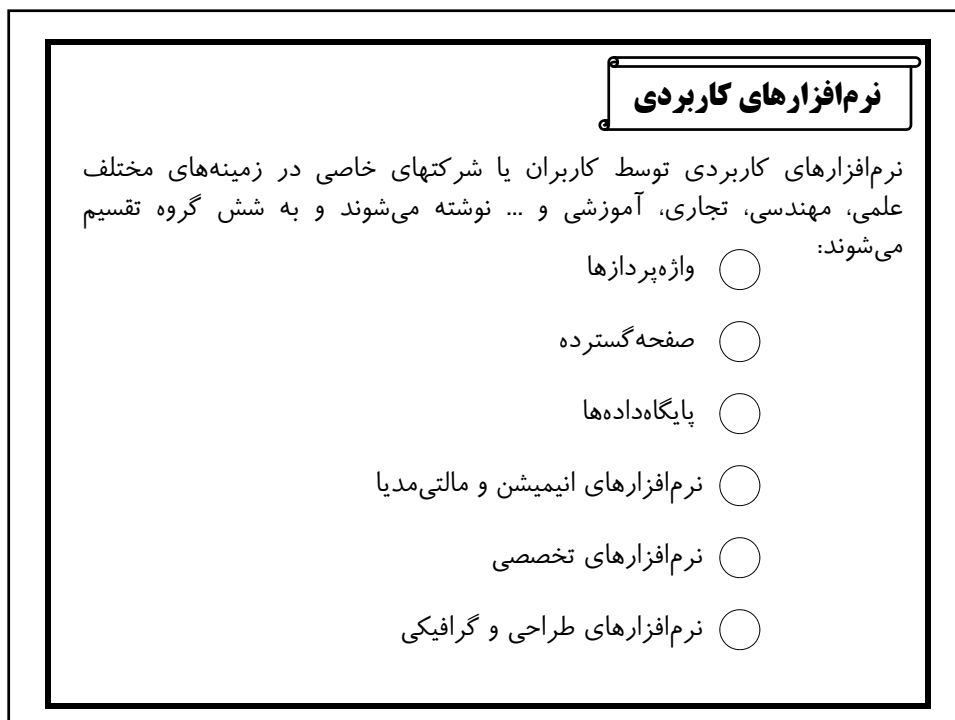 نرم‌افزارهای کاربردی
نرم‌افزارهای کاربردی توسط کاربران یا شرکتهای خاصی در زمینه‌های مختلف
علمی، مهندسی، تجاری، آموزشی و ... نوشته می‌شوند و به شش گروه تقسیم
می‌شوند:
واژه‌پردازها
صفحه‌گسترده
پایگاه‌داده‌ها
نرم‌افزارهای انیمیشن و مالتی‌مدیا
نرم‌افزارهای تخصصی
نرم‌افزارهای طراحی و گرافیکی